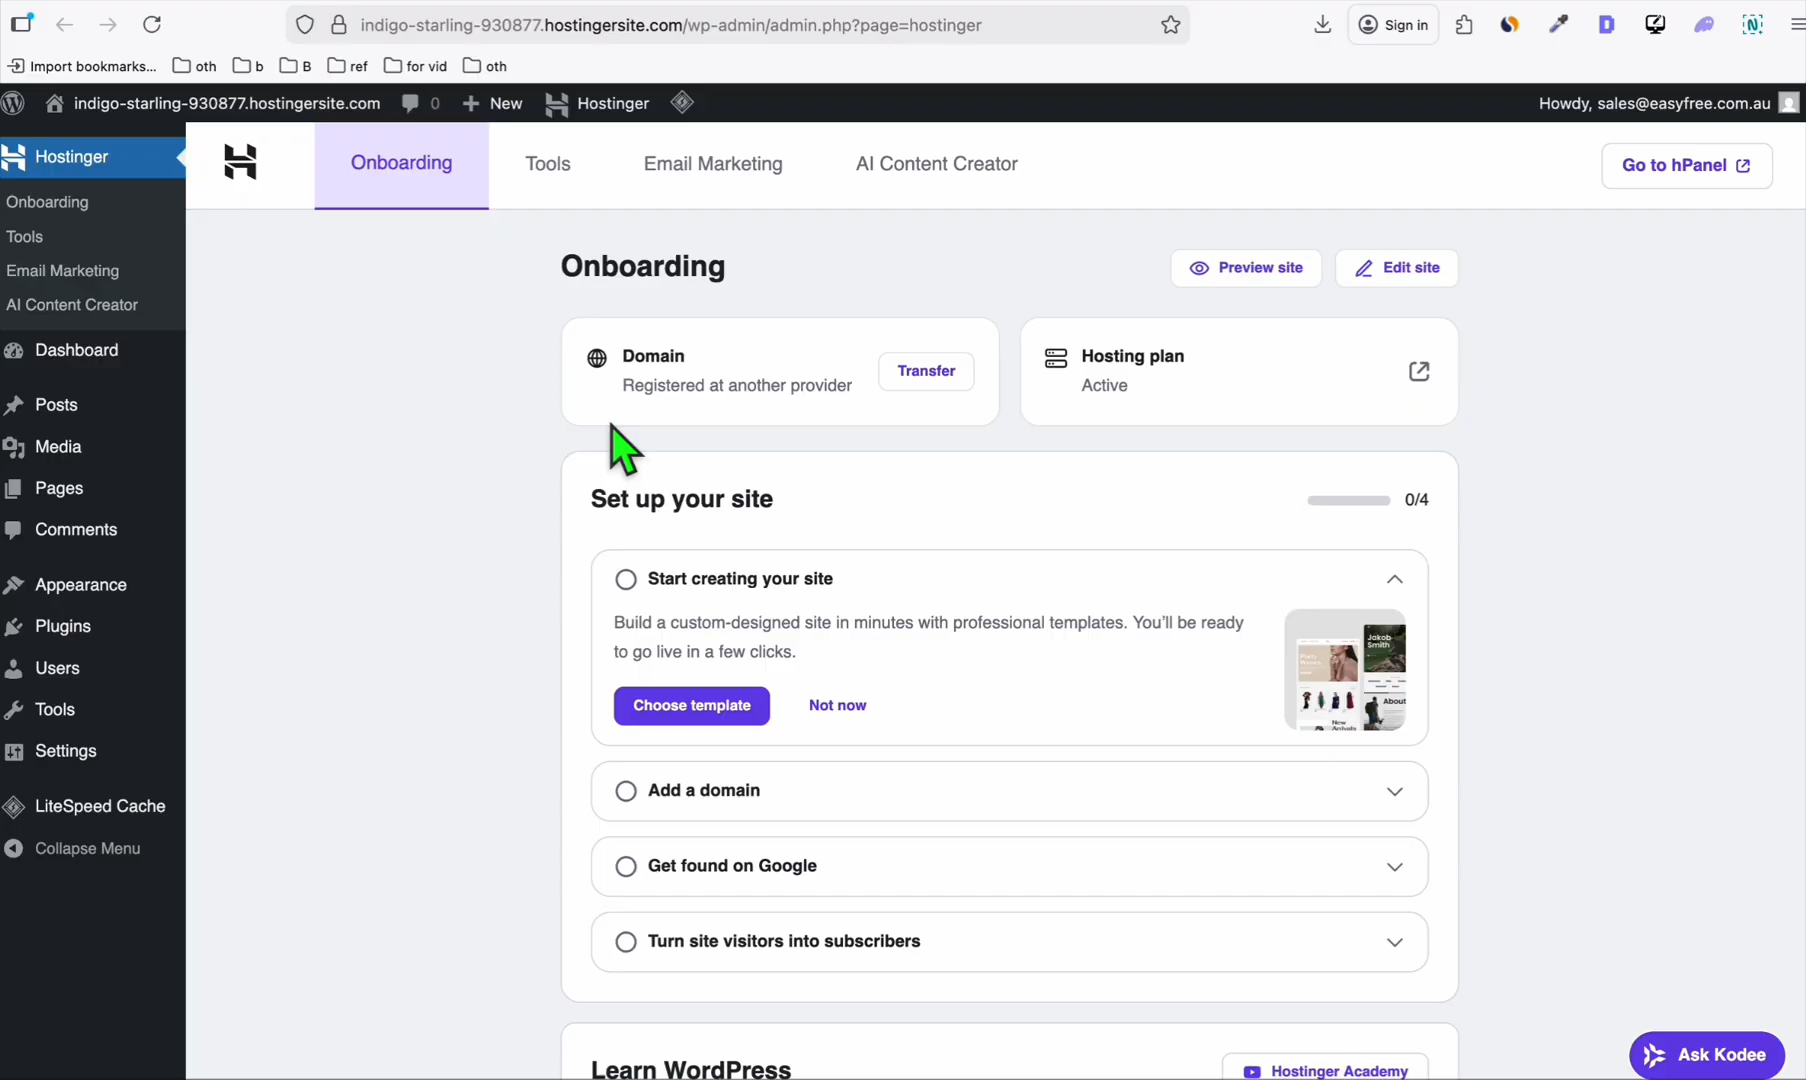 indigo-starling-930877.hostingersite.com/wp-admin/admin.php?page=hostinger
Sign in
Import bookmarks...
oth
b
B
ref
for vid
oth
indigo-starling-930877.hostingersite.com
0
New
Hostinger
Howdy, sales@easyfree.com.au
Hostinger
Onboarding
Tools
Email Marketing
AI Content Creator
Dashboard
Posts
Media
Pages
Comments
Appearance
Plugins
Users
Tools
Settings
LiteSpeed Cache
Collapse Menu
Onboarding
Tools
Email Marketing
AI Content Creator
Go to hPanel
Onboarding
Preview site
Edit site
Domain
Registered at another provider
Transfer
Hosting plan
Active
Set up your site
0/4
Start creating your site
Build a custom-designed site in minutes with professional templates. You'll be ready
to go live in a few clicks.
Choose template
Not now
Jakob
Smith
About
New
Arrivals
Add a domain
Get found on Google
Turn site visitors into subscribers
Learn WordPress
Hostinger Academy
Ask Kodee